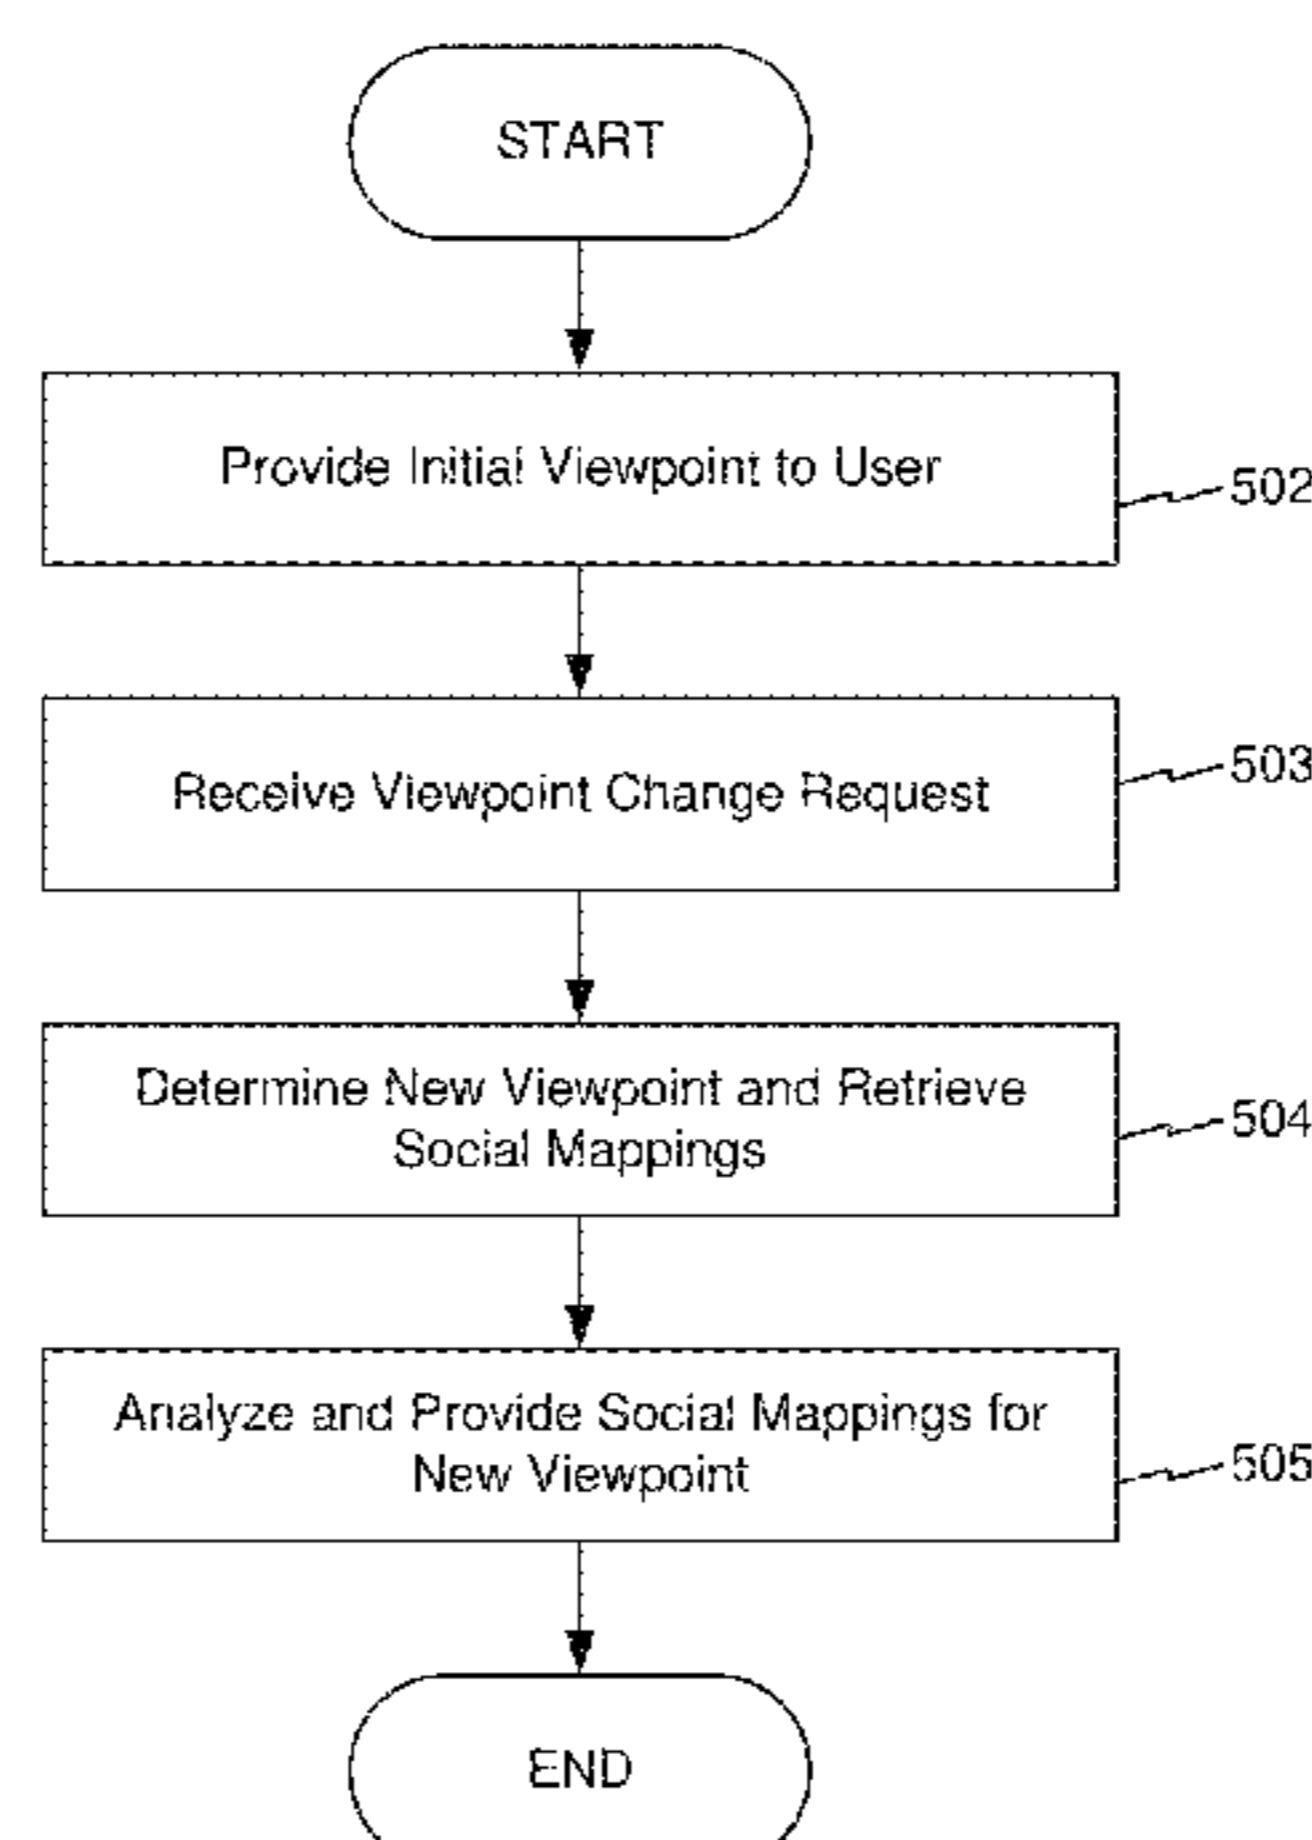 START
Provide Initial Viewpoint to User
502
Receive Viewpoint Change Request
503
Determine New Viewpoint and Retrieve
Social Mappings
504
Analyze and Provide Social Mappings for
New Viewpoint
505
END